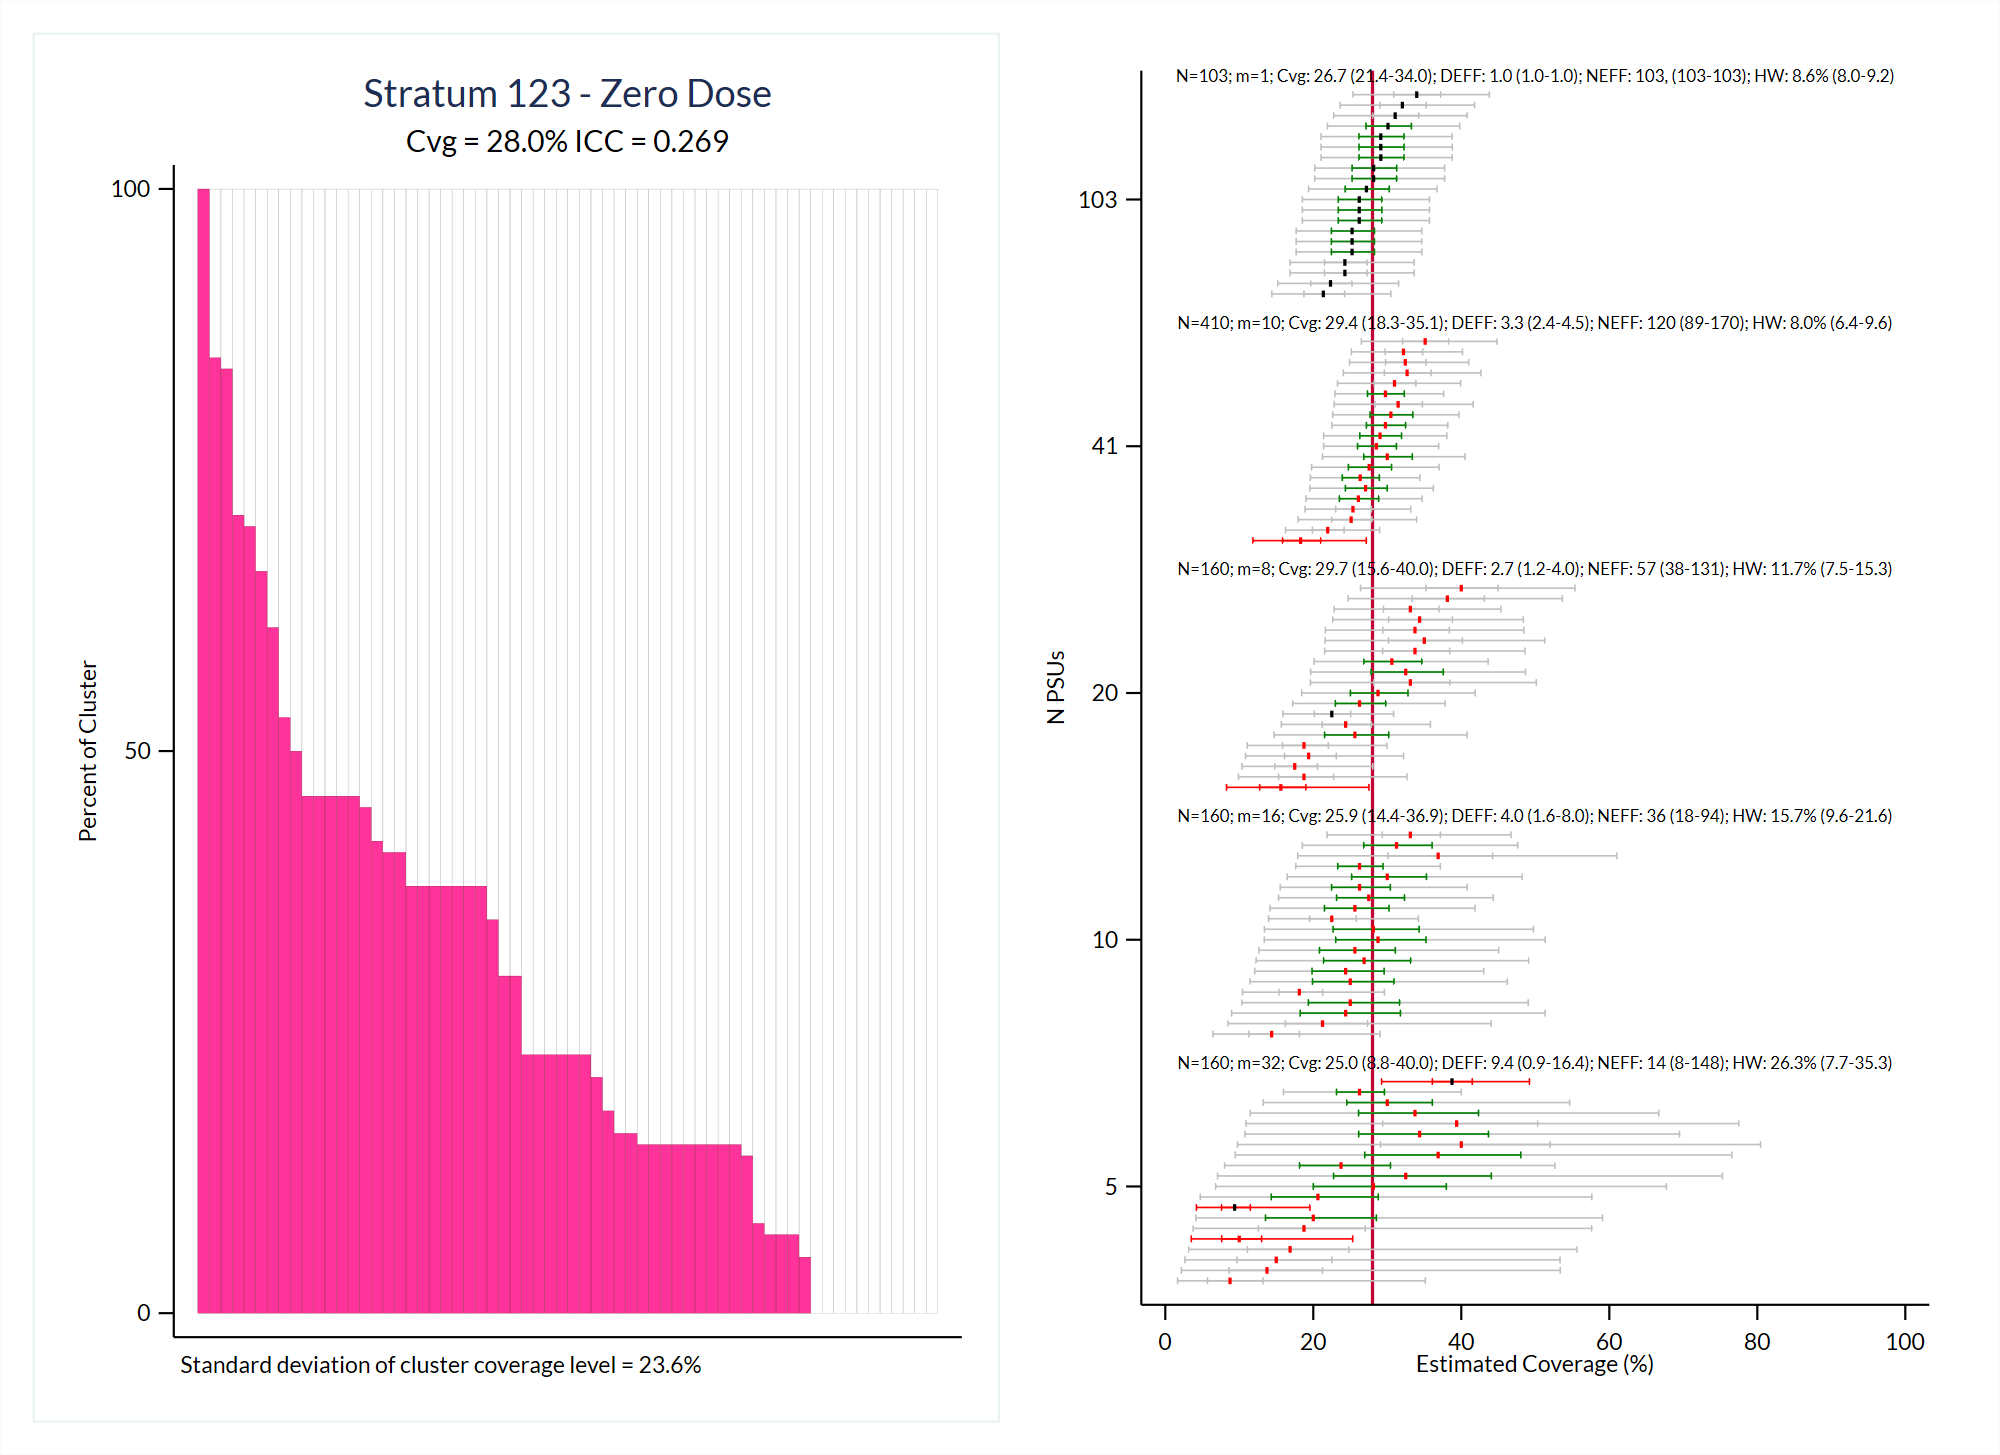 Stratum 123 - Zero Dose
Cvg = 28.0% ICC = 0.269
100
50
0
Percent of Cluster
Standard deviation of cluster coverage level = 23.6%
N=103; m=1; Cvg: 26.7 (21.4-34.0); DEFF: 1.0 (1.0-1.0); NEFF: 103, (103-103); HW: 8.6% (8.0-9.2)
103
N=410; m=10; Cvg: 29.4 (18.3-35.1); DEFF: 3.3 (2.4-4.5); NEFF: 120 (89-170); HW: 8.0% (6.4-9.6)
41
N=160; m=8; Cvg: 29.7 (15.6-40.0); DEFF: 2.7 (1.2-4.0); NEFF: 57 (38-131); HW: 11.7% (7.5-15.3)
N PSUs
20
N=160; m=16; Cvg: 25.9 (14.4-36.9); DEFF: 4.0 (1.6-8.0); NEFF: 36 (18-94); HW: 15.7% (9.6-21.6)
10
N=160; m=32; Cvg: 25.0 (8.8-40.0); DEFF: 9.4 (0.9-16.4); NEFF: 14 (8-148); HW: 26.3% (7.7-35.3)
5
0 20 40 60 80 100
Estimated Coverage (%)